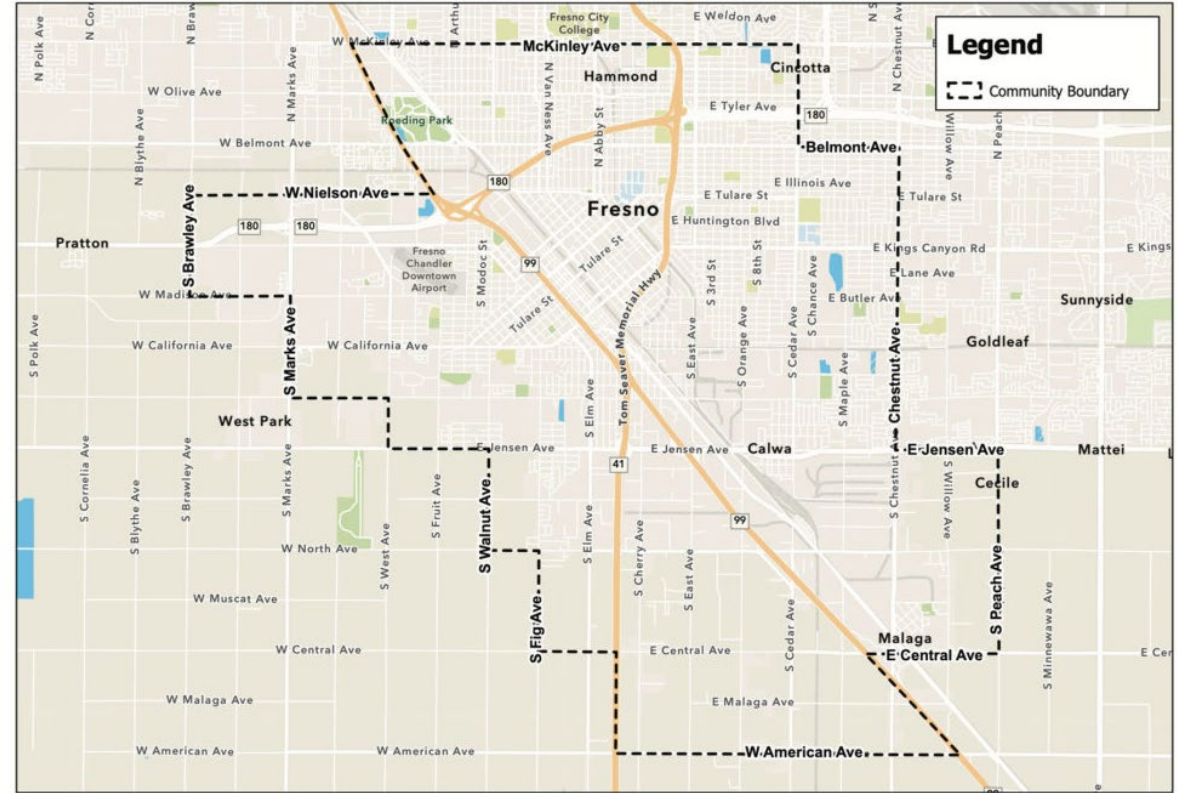 Legend
Community Boundary
N Polk Ave
N Marks Ave
N Blythe Ave
W McKinley Ave
McKinley Ave
Fresno City
College
E Weldon Ave
N Chestnut Ave
Hammond
Cincotta
W Olive Ave
Roeding Park
N Van Ness Ave
N Abby St
E Tyler Ave
180
Willow Ave
N Peach
W Belmont Ave
Belmont Ave
180
E Illinois Ave
W Nielson Ave
E Tulare St
E Tulare St
Fresno
S Brawley Ave
180
180
E Huntington Blvd
Pratton
Fresno
Chandler
Downtown
Airport
S Modoc St
99
Tulare St
E Kings Canyon Rd
E Kings
S 3rd St
S 8th St
S Chance Ave
E Lane Ave
W Madison Ave
Tulare St
Tom Seaver Memorial Hwy
E Butler Ave
Sunnyside
S Polk Ave
W California Ave
S Marks Ave
W California Ave
S East Ave
S Orange Ave
S Cedar Ave
S Maple Ave
Chestnut Ave
Goldleaf
West Park
S Elm Ave
E Jensen Ave
E Jensen Ave
Calwa
E Jensen Ave
Mattei
41
S Cornelia Ave
S Blythe Ave
S Brawley Ave
S Marks Ave
S Fruit Ave
S Walnut Ave
S Chestnut Ave
S Willow Ave
Cecile
99
W North Ave
S West Ave
S Elm Ave
S Cherry Ave
S East Ave
S Peach Ave
W Muscat Ave
S Fig Ave
S Cedar Ave
S Minnewawa Ave
Malaga
W Central Ave
E Central Ave
E Central Ave
E Cer
W Malaga Ave
E Malaga Ave
W American Ave
W American Ave
W American Ave